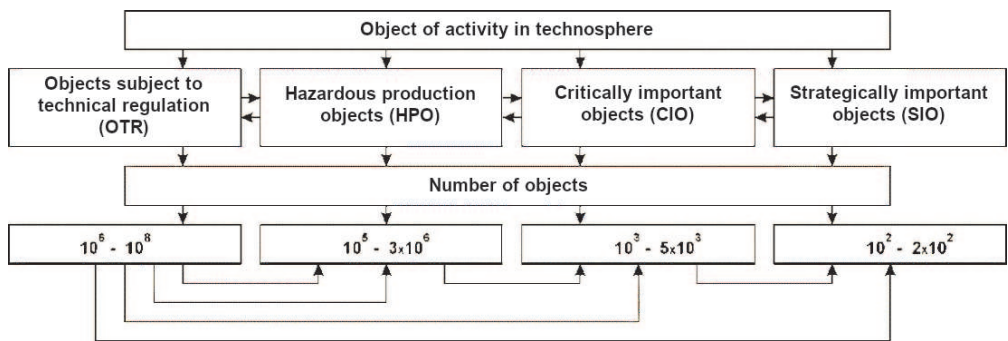 Object of activity in technosphere
Objects subject to
technical regulation
(OTR)
Hazardous production
objects (HPO)
Critically important
objects (CIO)
Strategically important
objects (SIO)
Number of objects
10⁶ - 10⁸
10⁵ - 3x10⁶
10³ - 5x10³
10² - 2x10²